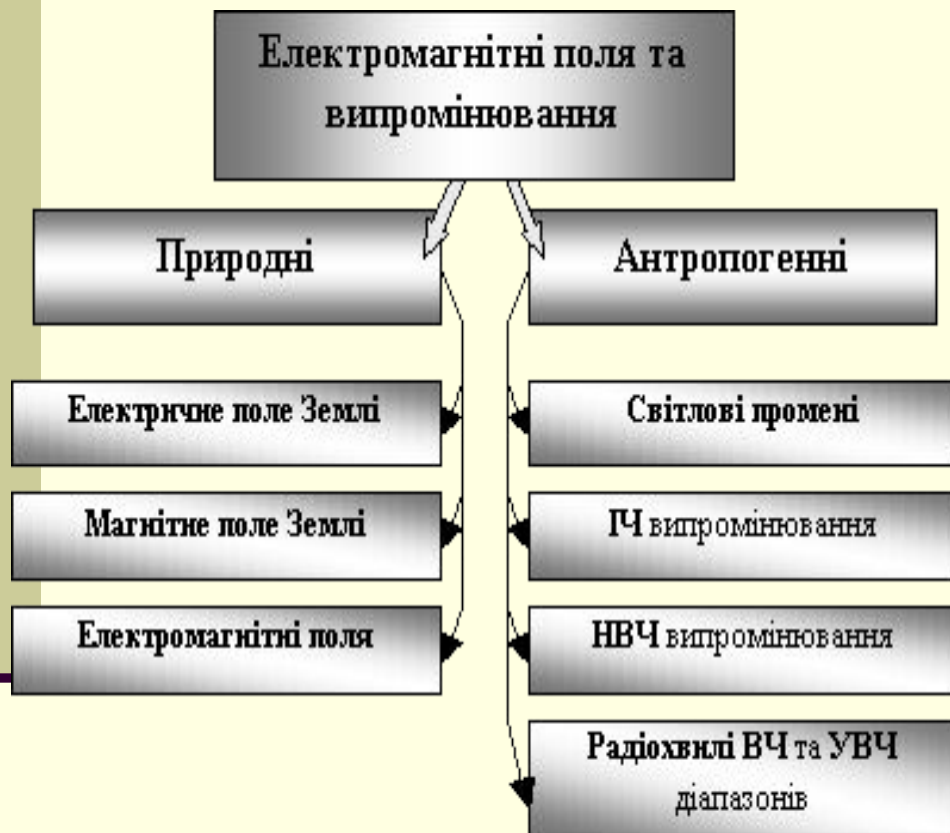 Електромагнітні поля та
випромінювання
Природні
Антропогенні
Електричне поле Землі
Магнітне поле Землі
Електромагнітні поля
Світлові промені
ІЧ випромінювання
НВЧ випромінювання
Радіохвилі ВЧ та УВЧ
діапазонів